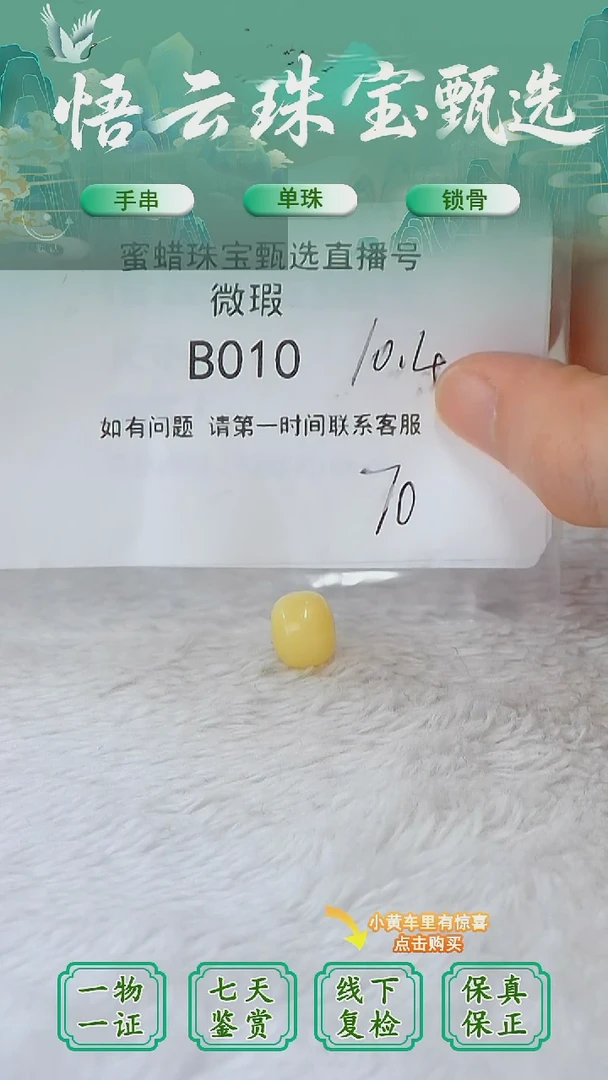 悟云珠宝甄选
手串 单珠 锁骨
蜜蜡珠宝甄选直播号
微瑕
B010 10.4
如有问题 请第一时间联系客服
70
小黄车里有惊喜
点击购买
一物 七天 线下 保真
一证 鉴赏 复检 保正